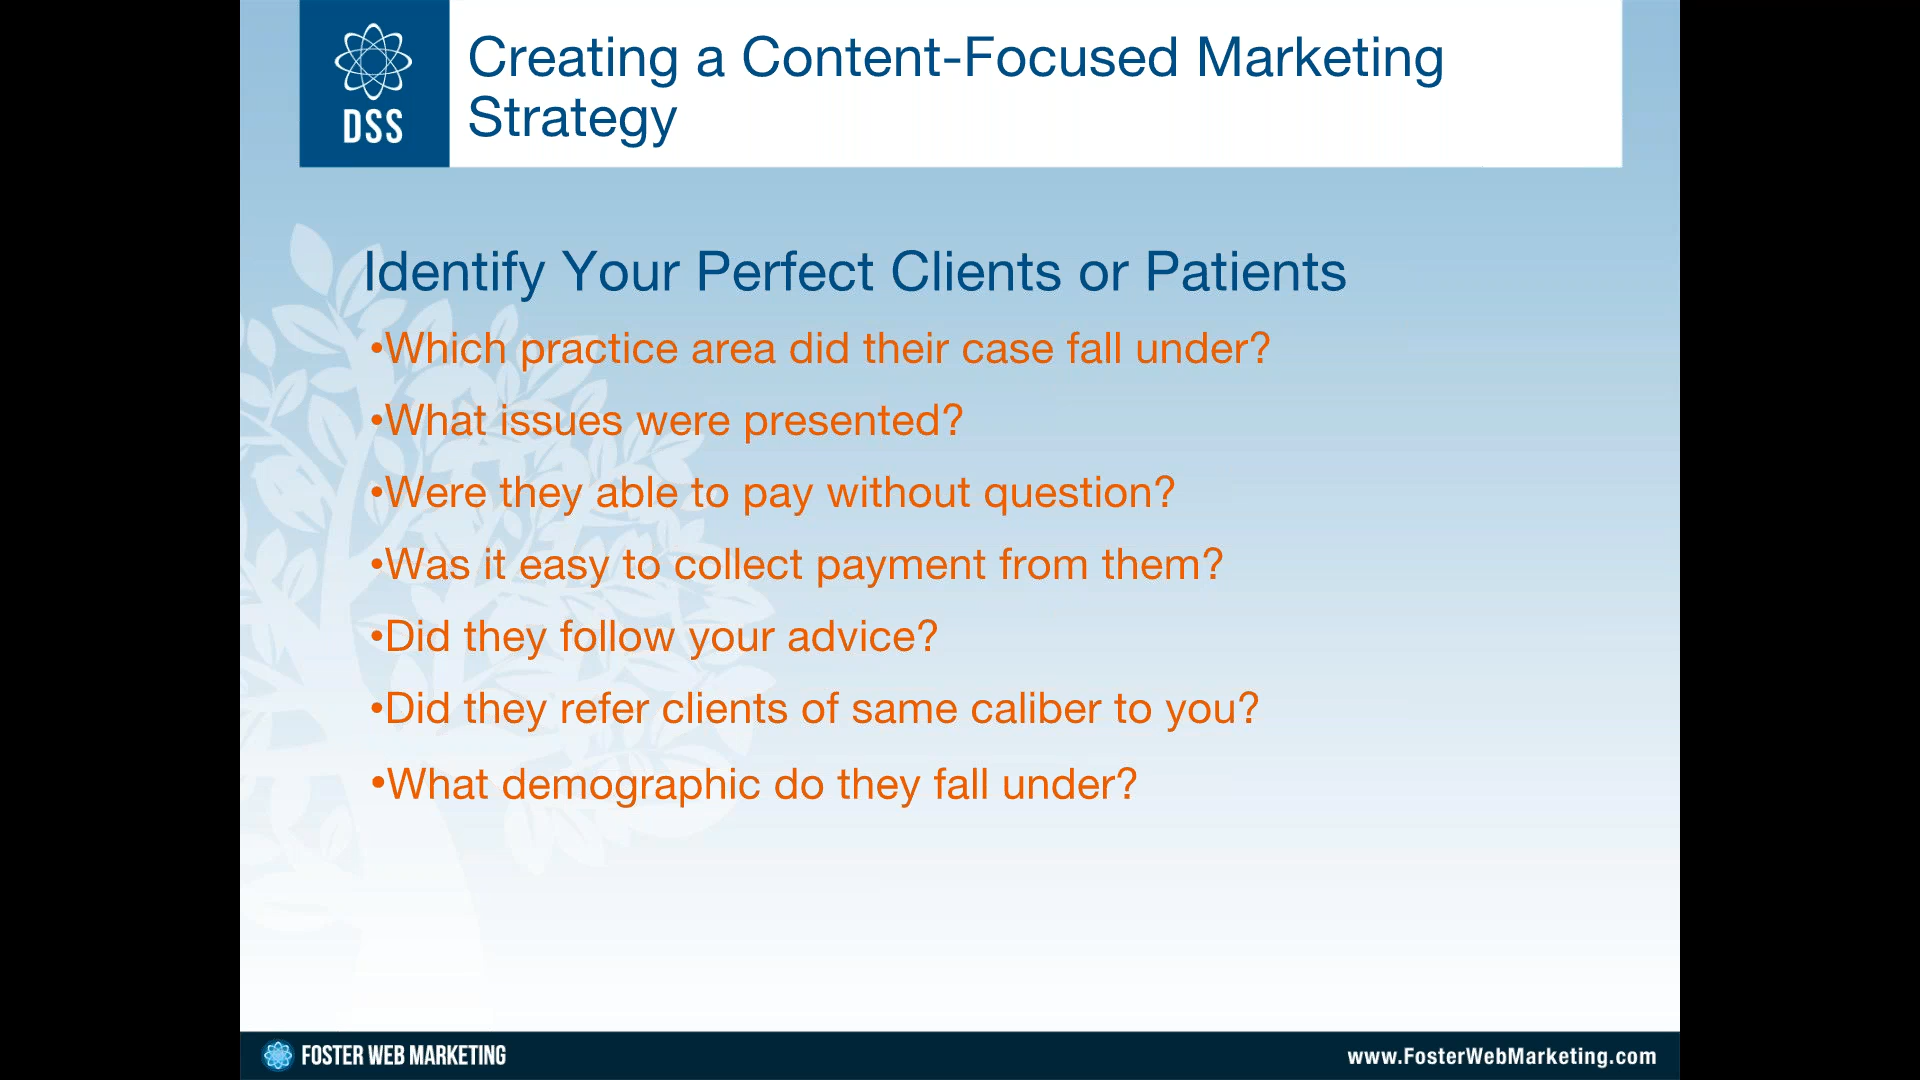 DSS
Creating a Content-Focused Marketing
Strategy
Identify Your Perfect Clients or Patients
•Which practice area did their case fall under?
•What issues were presented?
•Were they able to pay without question?
•Was it easy to collect payment from them?
•Did they follow your advice?
•Did they refer clients of same caliber to you?
•What demographic do they fall under?
FOSTER WEB MARKETING
www.FosterWebMarketing.com